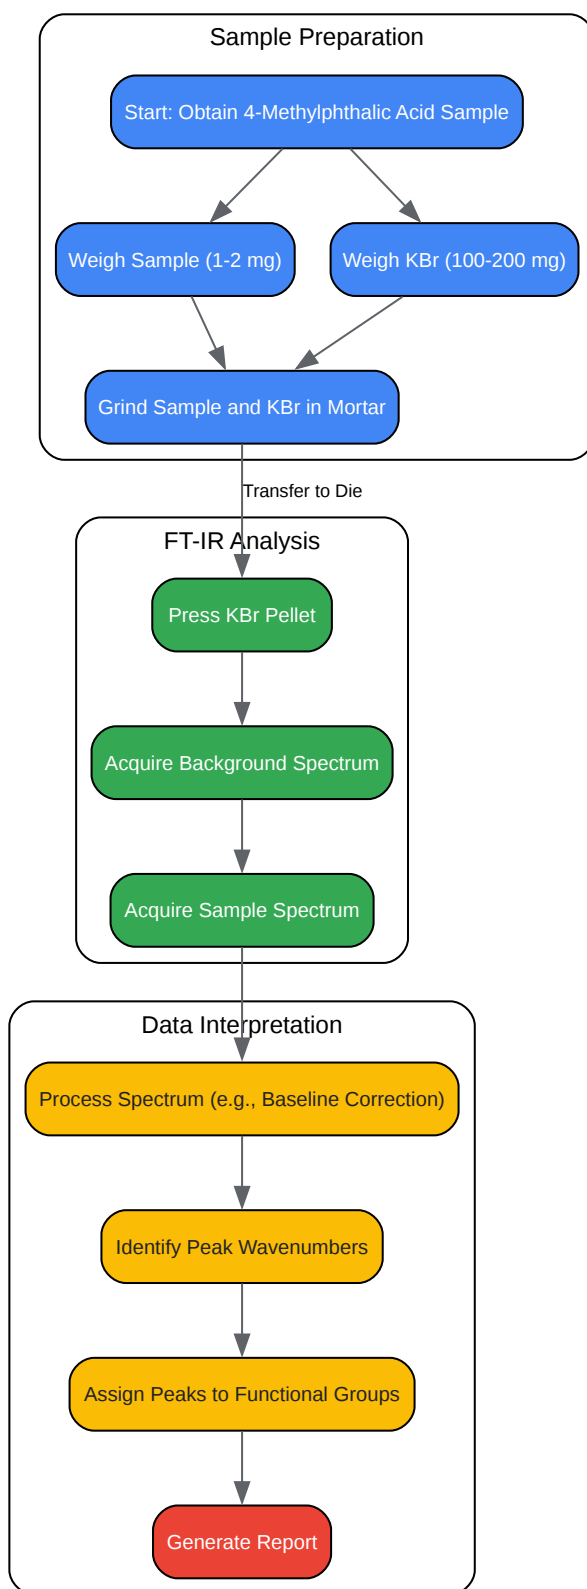 Sample Preparation
Start: Obtain 4-Methylphthalic Acid Sample
Weigh Sample (1-2 mg)
Weigh KBr (100-200 mg)
Grind Sample and KBr in Mortar
Transfer to Die
FT-IR Analysis
Press KBr Pellet
Acquire Background Spectrum
Acquire Sample Spectrum
Data Interpretation
Process Spectrum (e.g., Baseline Correction)
Identify Peak Wavenumbers
Assign Peaks to Functional Groups
Generate Report